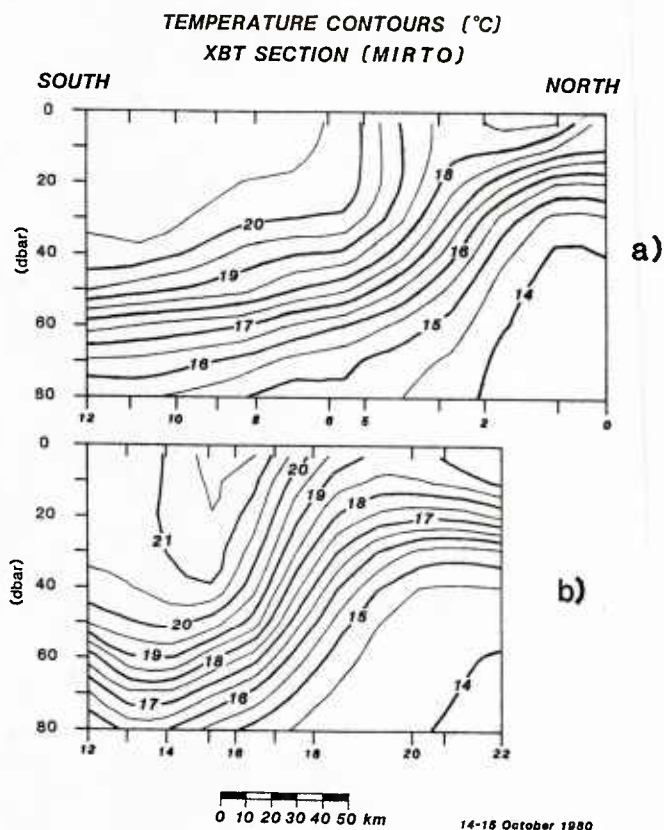 TEMPERATURE CONTOURS (°C)
XBT SECTION (MIRTO)
SOUTH NORTH
0
20
40
60
80
(dbar)
20
19
18
17
16
16
15
14
a)
12 10 8 6 5 2 0
0
20
40
60
80
(dbar)
21
20
20
19
19
18
18
17
17
16
15
14
b)
12 14 16 18 20 22
0 10 20 30 40 50 km
14-15 October 1980